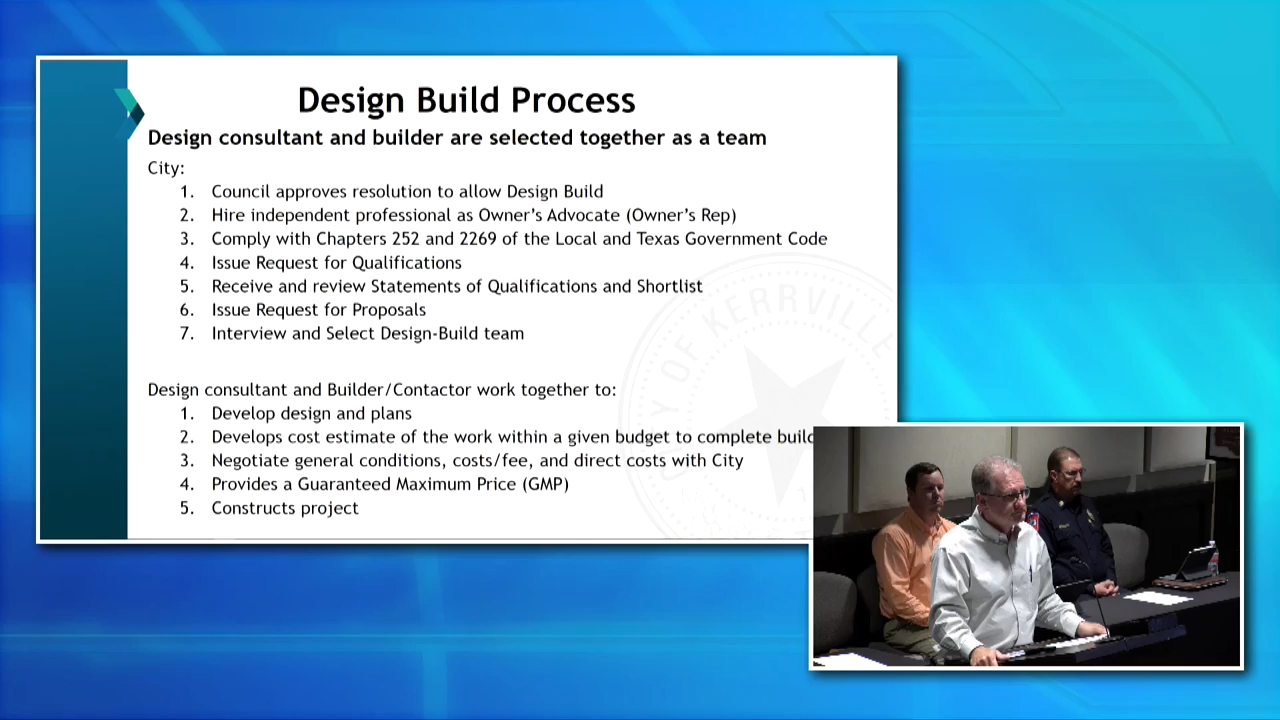 Design Build Process
Design consultant and builder are selected together as a team
City:
1. Council approves resolution to allow Design Build
2. Hire independent professional as Owner’s Advocate (Owner’s Rep)
3. Comply with Chapters 252 and 2269 of the Local and Texas Government Code
4. Issue Request for Qualifications
5. Receive and review Statements of Qualifications and Shortlist
6. Issue Request for Proposals
7. Interview and Select Design-Build team
CITY OF KERRVILLE
Design consultant and Builder/Contactor work together to:
1. Develop design and plans
2. Develops cost estimate of the work within a given budget to complete build
3. Negotiate general conditions, costs/fee, and direct costs with City
4. Provides a Guaranteed Maximum Price (GMP)
5. Constructs project